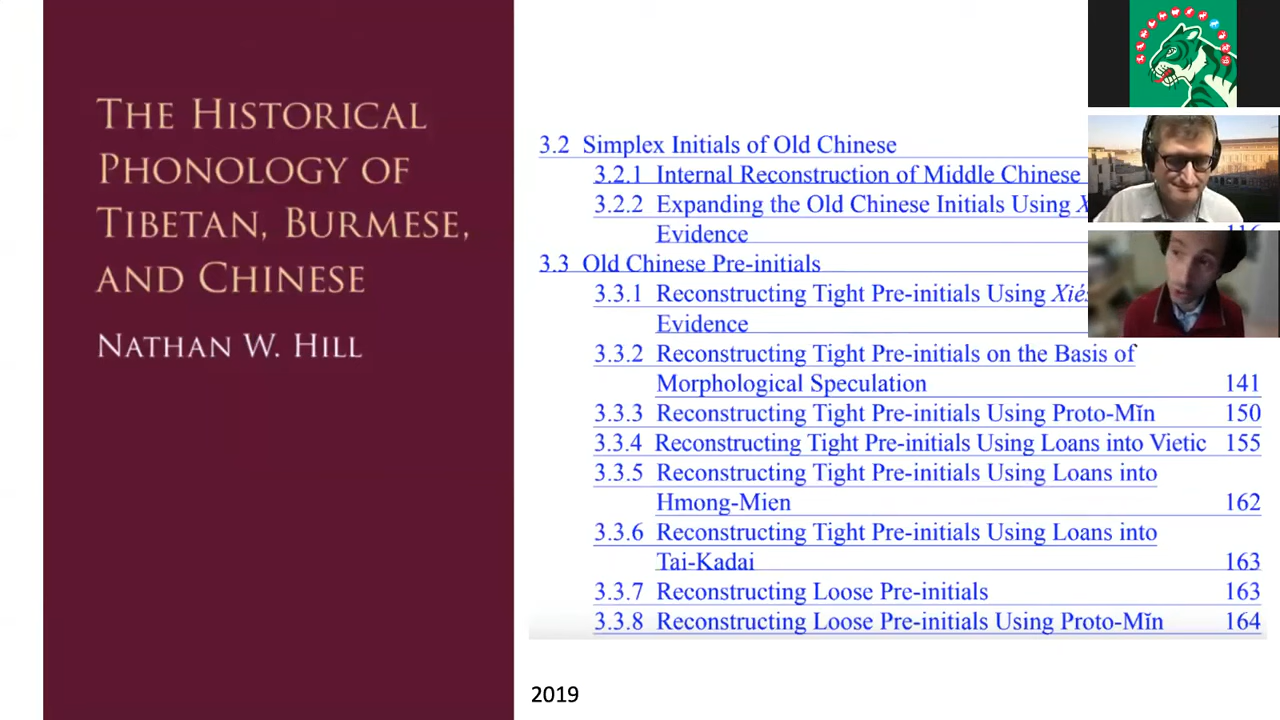 THE HISTORICAL
PHONOLOGY OF
TIBETAN, BURMESE,
AND CHINESE
NATHAN W. HILL
3.2 Simplex Initials of Old Chinese
3.2.1 Internal Reconstruction of Middle Chinese
3.2.2 Expanding the Old Chinese Initials Using
Evidence
3.3 Old Chinese Pre-initials
3.3.1 Reconstructing Tight Pre-initials Using
Evidence
3.3.2 Reconstructing Tight Pre-initials on the Basis of
Morphological Speculation 141
3.3.3 Reconstructing Tight Pre-initials Using Proto-Mǐn 150
3.3.4 Reconstructing Tight Pre-initials Using Loans into Vietic 155
3.3.5 Reconstructing Tight Pre-initials Using Loans into
Hmong-Mien 162
3.3.6 Reconstructing Tight Pre-initials Using Loans into
Tai-Kadai 163
3.3.7 Reconstructing Loose Pre-initials 163
3.3.8 Reconstructing Loose Pre-initials Using Proto-Mǐn 164
2019